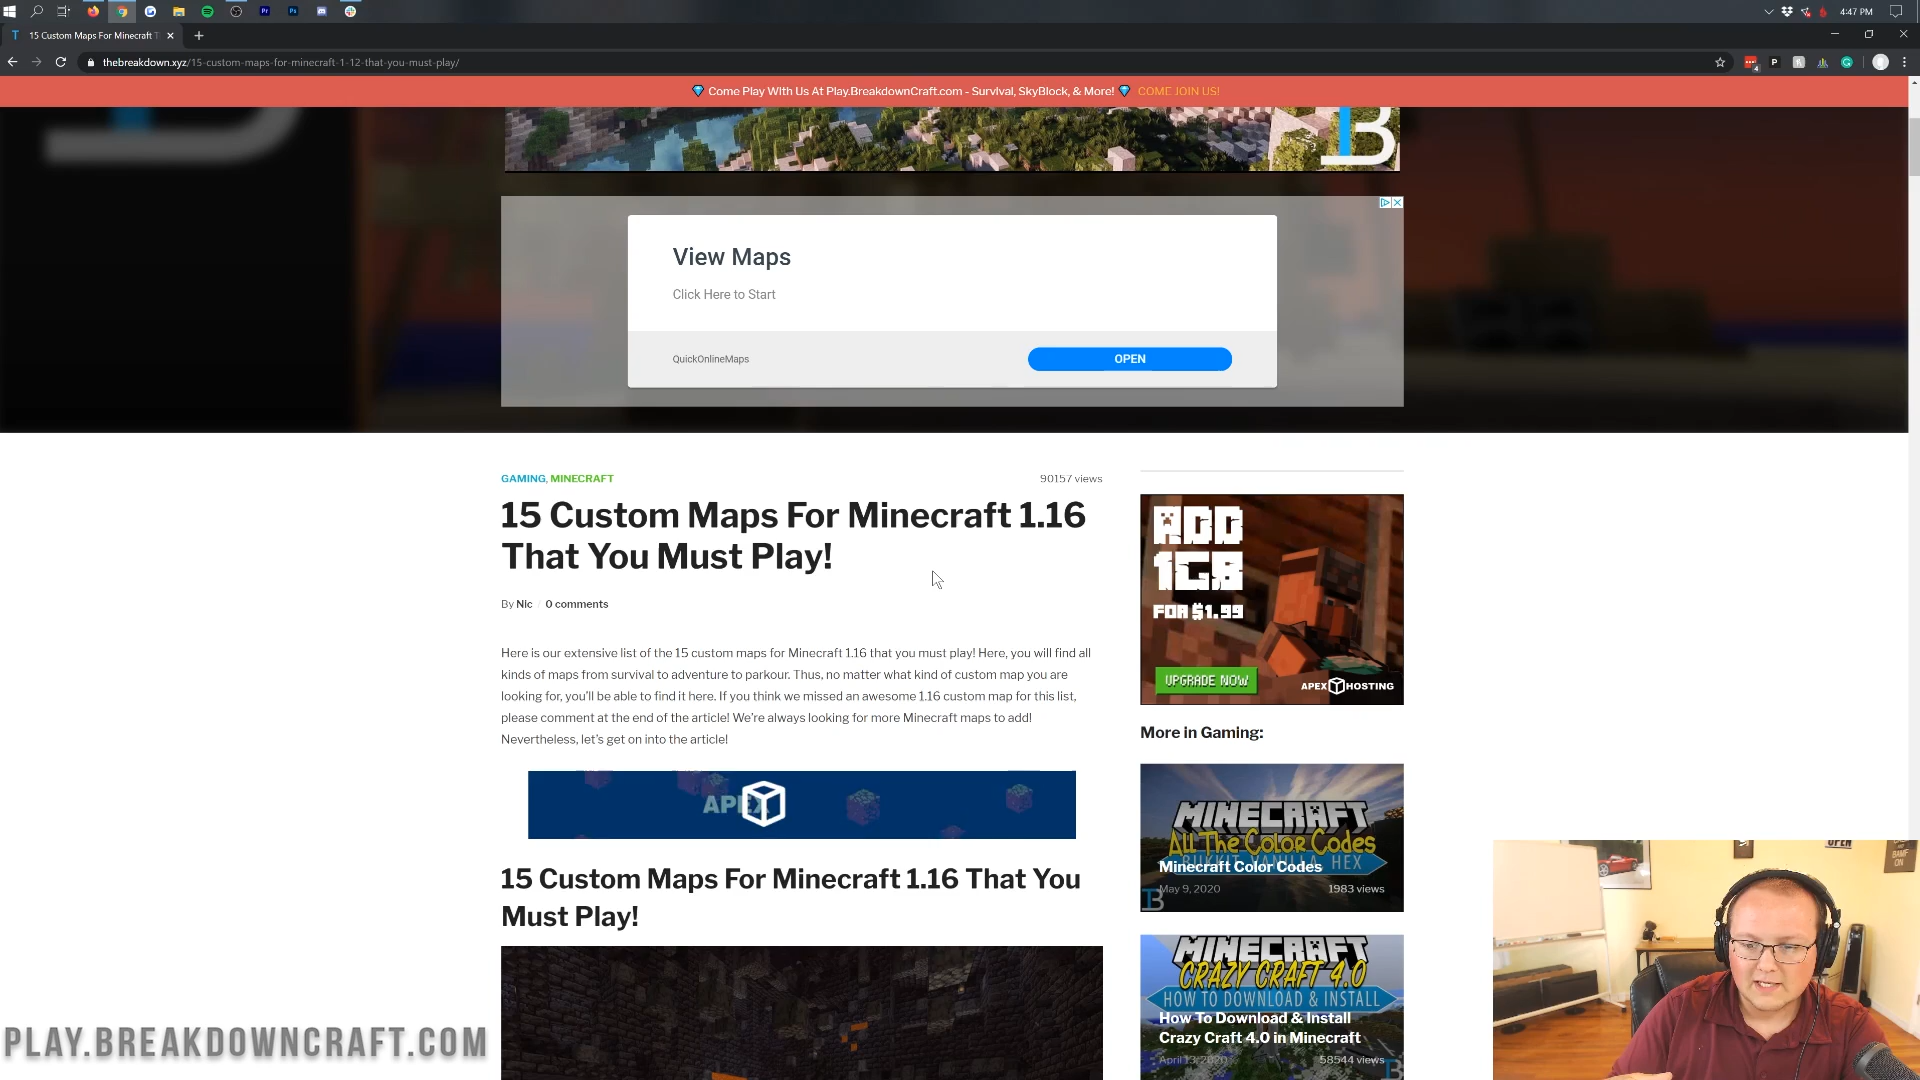 4:47 PM
15 Custom Maps For Minecraft
thebreakdown.xyz/15-custom-maps-for-minecraft-1-12-that-you-must-play/
Come Play With Us At Play.BreakdownCraft.com - Survival, SkyBlock, & More! COME JOIN US!
View Maps
Click Here to Start
QuickOnlineMaps
OPEN
GAMING, MINECRAFT
90157 views
15 Custom Maps For Minecraft 1.16
That You Must Play!
By Nic / 0 comments
Here is our extensive list of the 15 custom maps for Minecraft 1.16 that you must play! Here, you will find all
kinds of maps from survival to adventure to parkour. Thus, no matter what kind of custom map you are
looking for, you'll be able to find it here. If you think we missed an awesome 1.16 custom map for this list,
please comment at the end of the article! We're always looking for more Minecraft maps to add!
Nevertheless, let's get on into the article!
APEX
15 Custom Maps For Minecraft 1.16 That You
Must Play!
ADD
1GB
FOR $1.99
UPGRADE NOW
APEX HOSTING
More in Gaming:
MINECRAFT
All The Color Codes
BUKKIT VANILLA HEX
Minecraft Color Codes
May 9, 2020
1983 views
MINECRAFT
CRAZY CRAFT 4.0
HOW TO DOWNLOAD & INSTALL
How To Download & Install
Crazy Craft 4.0 in Minecraft
April 13, 2020
58544 views
OPEN
BAMF
ON
PLAY.BREAKDOWNCRAFT.COM